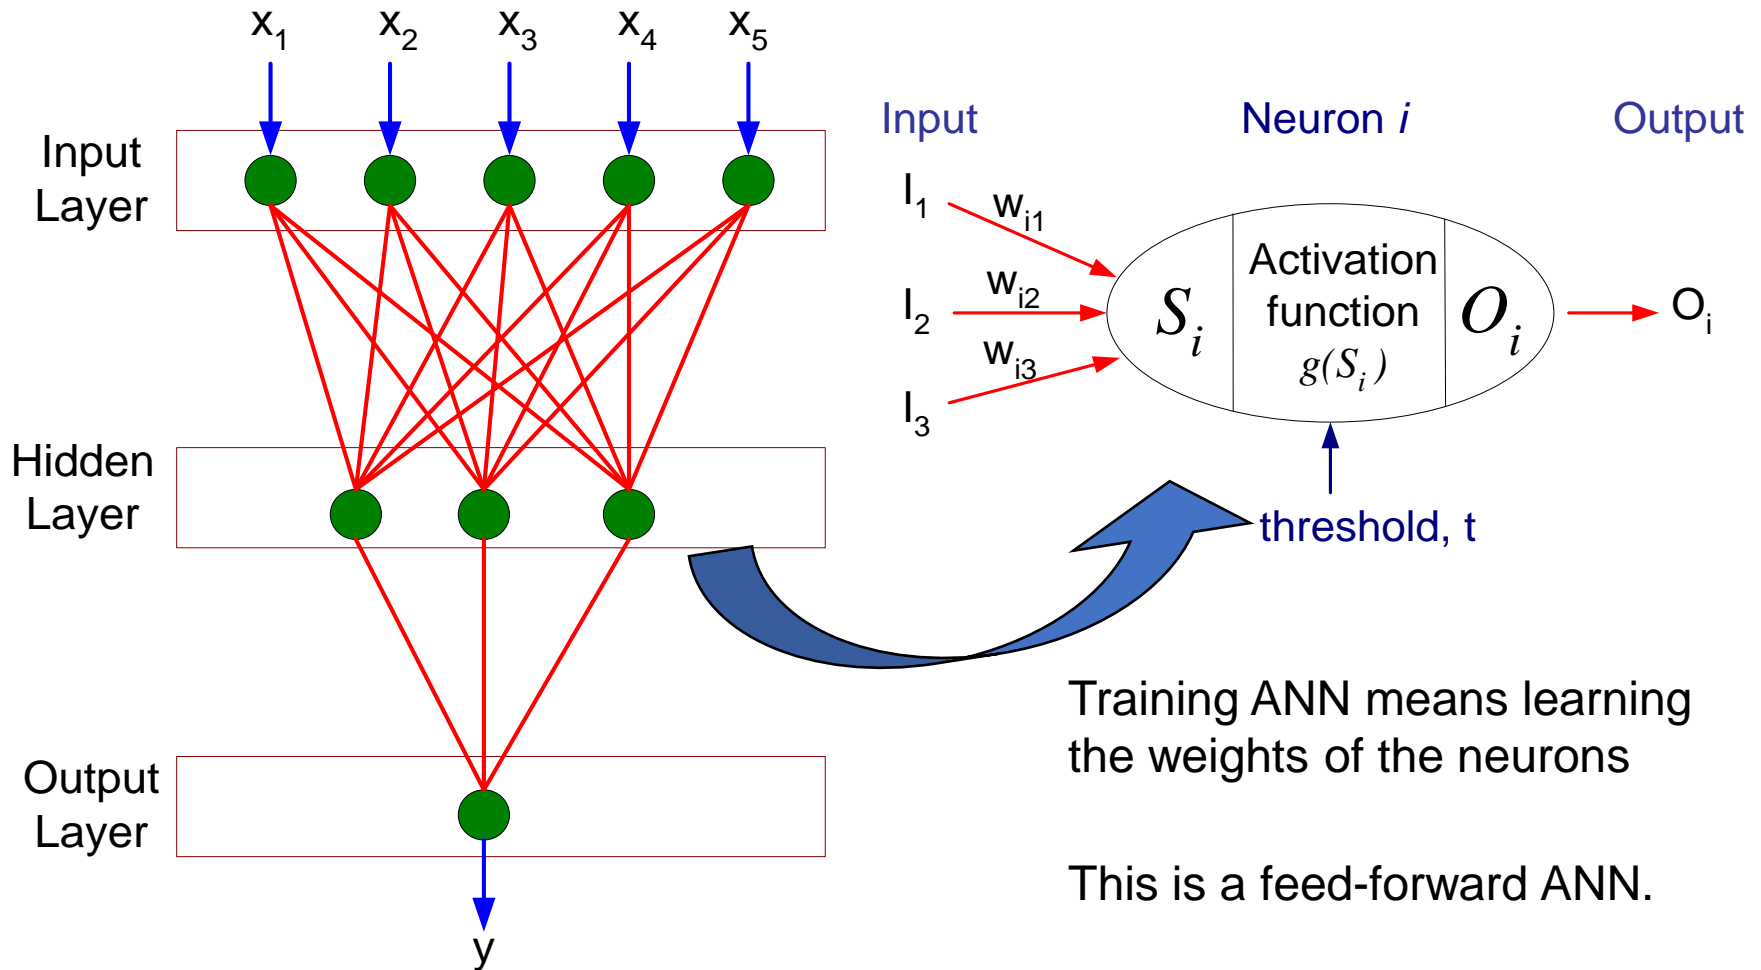 x₁ x₂ x₃ x₄ x₅
Input
Layer
Hidden
Layer
Output
Layer
y
Input Neuron i Output
I₁
I₂
I₃
wᵢ₁
wᵢ₂
wᵢ₃
Sᵢ
Activation
function
g(Sᵢ)
Oᵢ
Oᵢ
threshold, t
Training ANN means learning
the weights of the neurons
This is a feed-forward ANN.